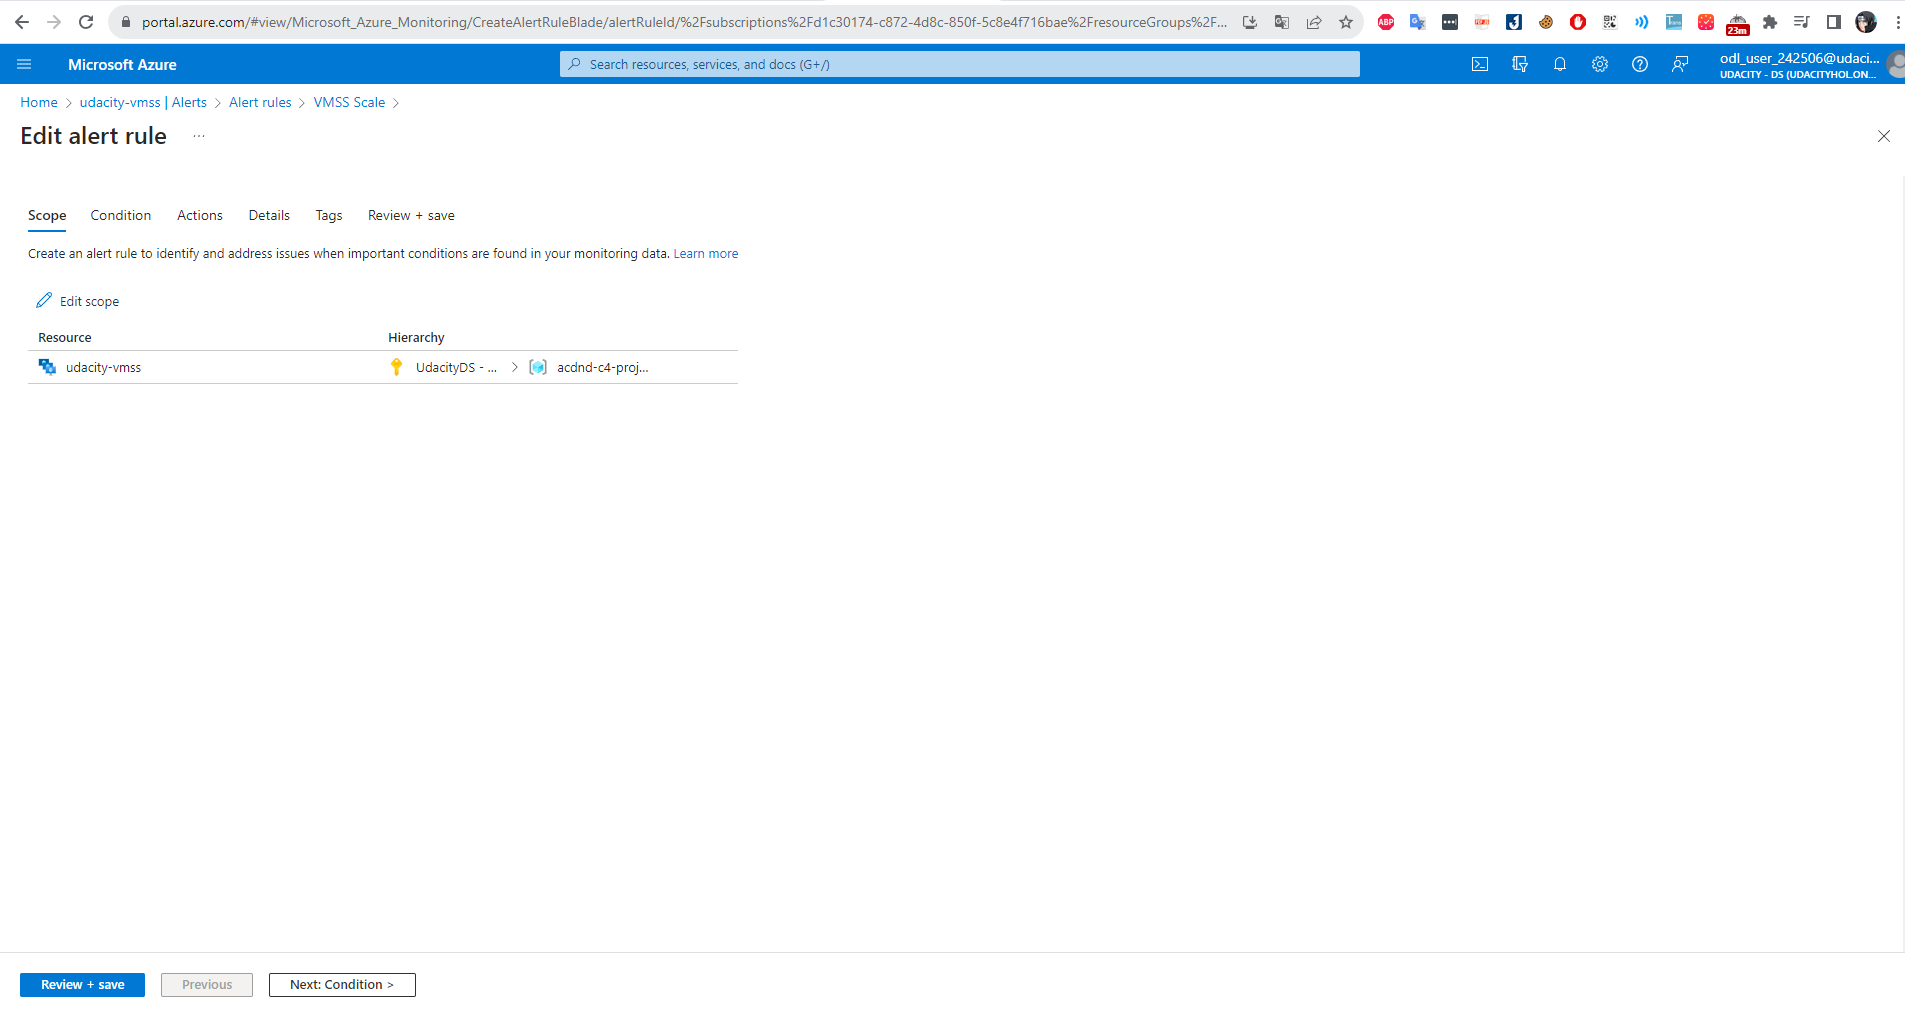 portal.azure.com/#view/Microsoft_Azure_Monitoring/CreateAlertRuleBlade/alertRuleId/%2Fsubscriptions%2Fd1c30174-c872-4d8c-850f-5c8e4f716bae%2FresourceGroups%2F...
ABP
23m
Microsoft Azure
Search resources, services, and docs (G+/)
odl_user_242506@udaci...
UDACITY - DS (UDACITYHOL.ON...
Home > udacity-vmss | Alerts > Alert rules > VMSS Scale >
Edit alert rule ...
Scope Condition Actions Details Tags Review + save
Create an alert rule to identify and address issues when important conditions are found in your monitoring data. Learn more
Edit scope
Resource Hierarchy
udacity-vmss UdacityDS - ... > acdnd-c4-proj...
Review + save Previous Next: Condition >